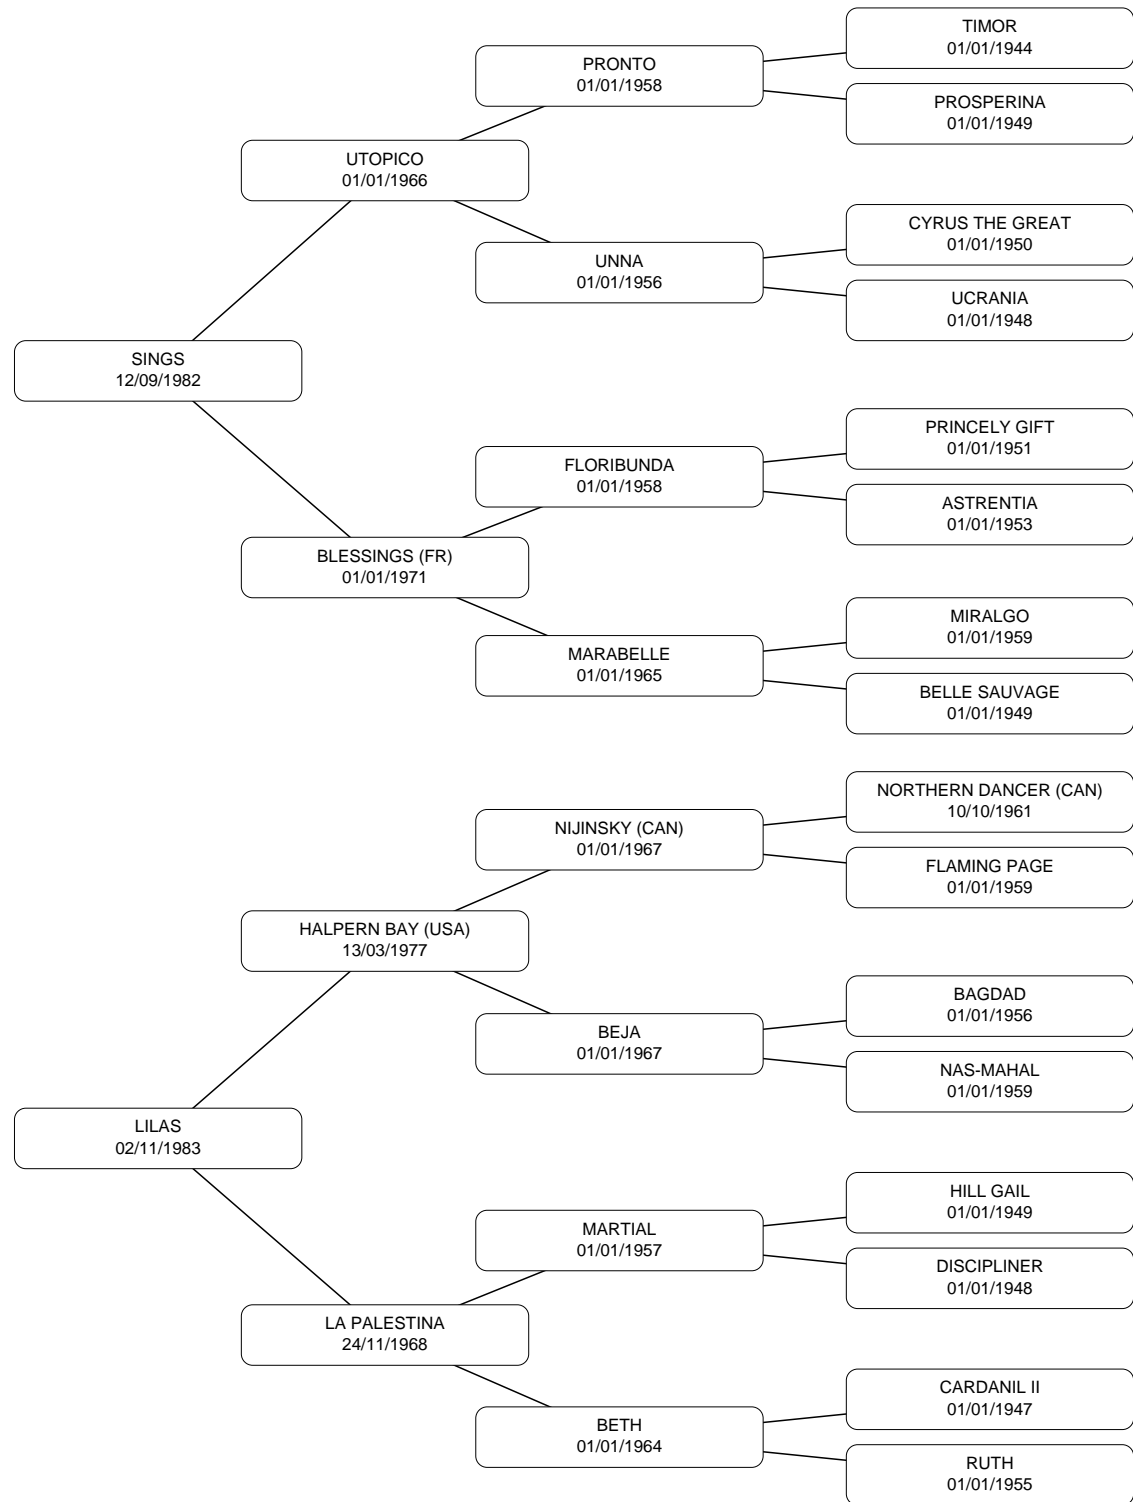 TIMOR
01/01/1944
PRONTO
01/01/1958
PROSPERINA
01/01/1949
UTOPICO
01/01/1966
CYRUS THE GREAT
01/01/1950
UNNA
01/01/1956
UCRANIA
01/01/1948
SINGS
12/09/1982
PRINCELY GIFT
01/01/1951
FLORIBUNDA
01/01/1958
ASTRENTIA
01/01/1953
BLESSINGS (FR)
01/01/1971
MIRALGO
01/01/1959
MARABELLE
01/01/1965
BELLE SAUVAGE
01/01/1949
NORTHERN DANCER (CAN)
10/10/1961
NIJINSKY (CAN)
01/01/1967
FLAMING PAGE
01/01/1959
HALPERN BAY (USA)
13/03/1977
BAGDAD
01/01/1956
BEJA
01/01/1967
NAS-MAHAL
01/01/1959
LILAS
02/11/1983
HILL GAIL
01/01/1949
MARTIAL
01/01/1957
DISCIPLINER
01/01/1948
LA PALESTINA
24/11/1968
CARDANIL II
01/01/1947
BETH
01/01/1964
RUTH
01/01/1955